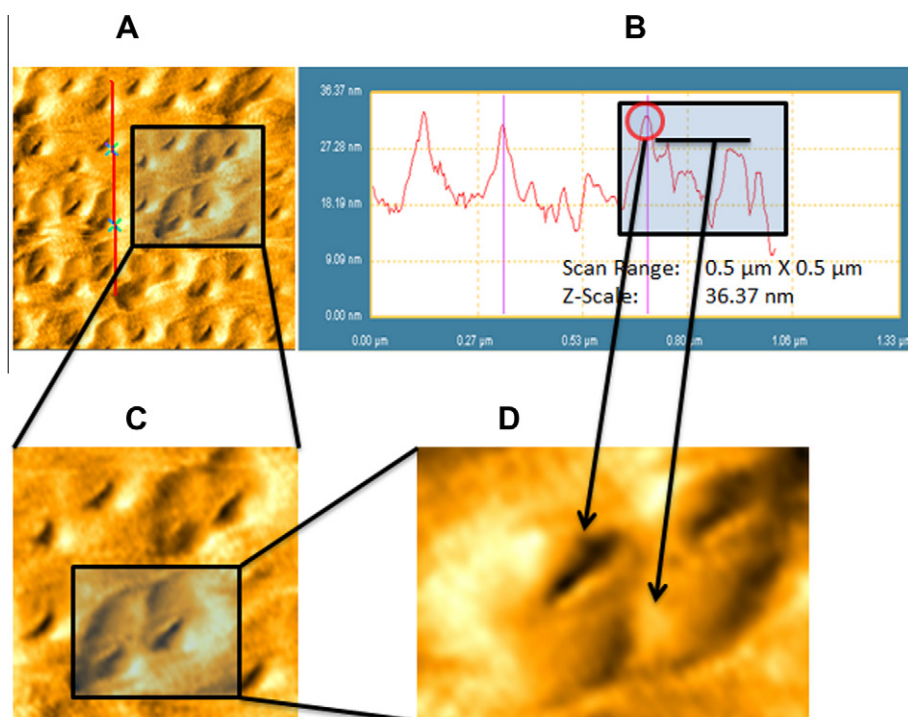 A
B
36.37 nm
27.28 nm
18.19 nm
9.09 nm
0.00 nm
Scan Range: 0.5 µm X 0.5 µm
Z-Scale: 36.37 nm
0.00 µm 0.27 µm 0.53 µm 0.80 µm 1.06 µm 1.33 µm
C
D